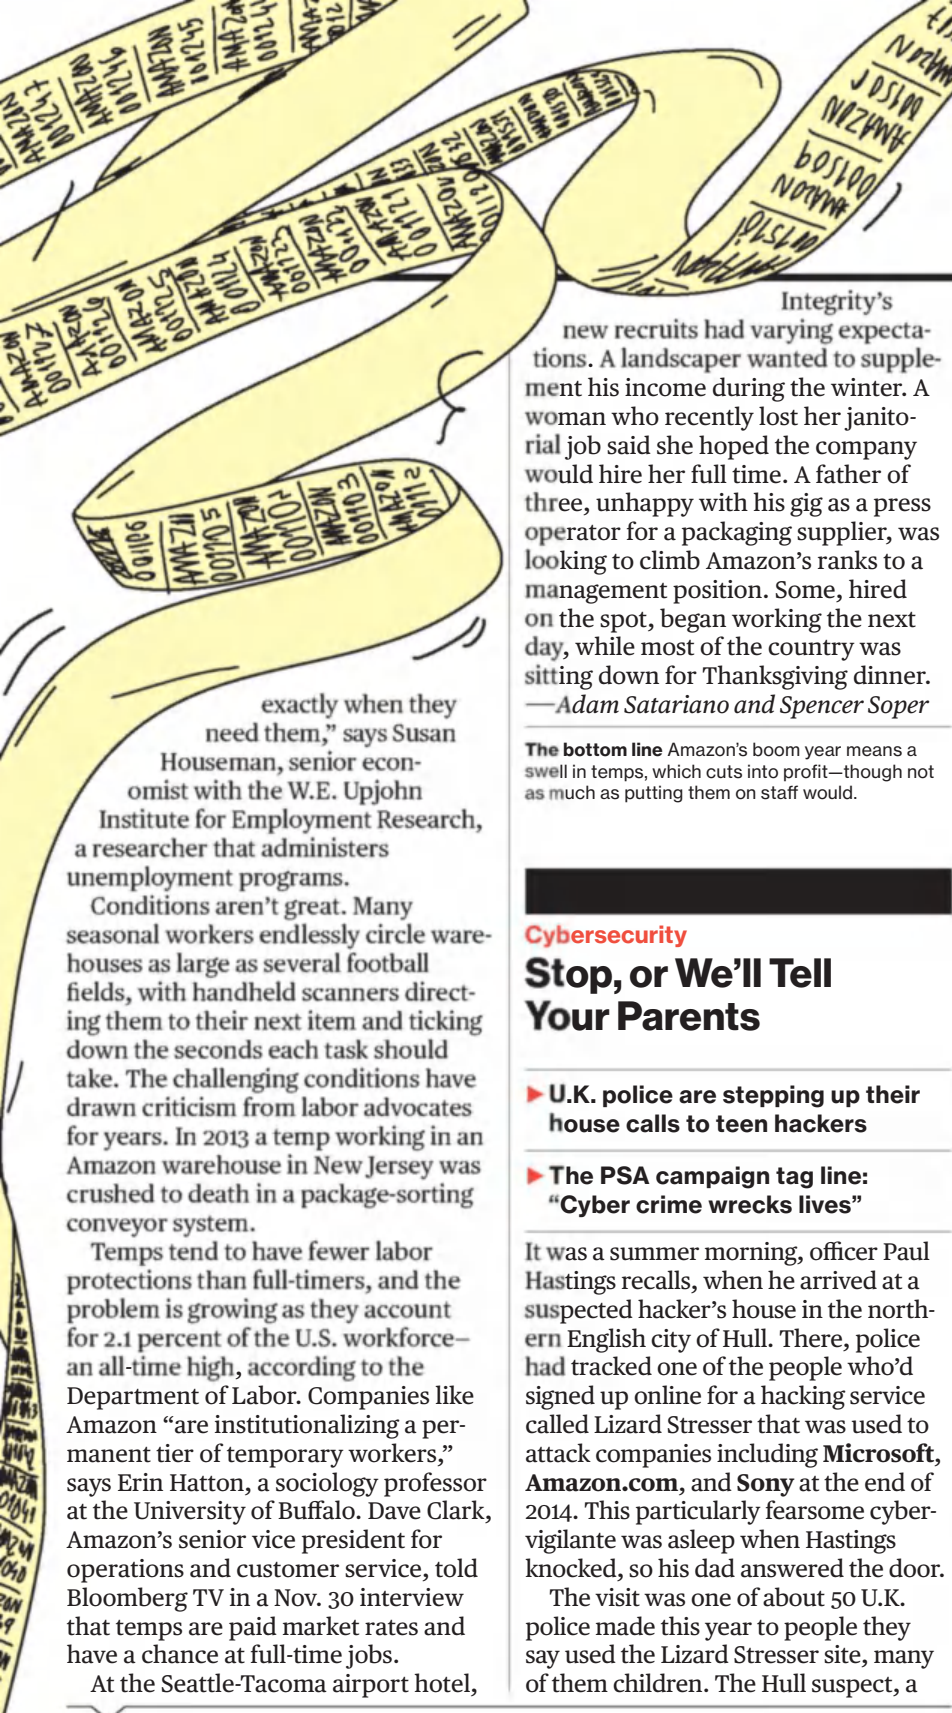 exactly when they
need them,” says Susan
Houseman, senior econ-
omist with the W.E. Upjohn
Institute for Employment Research,
a researcher that administers
unemployment programs.
Conditions aren’t great. Many
seasonal workers endlessly circle ware-
houses as large as several football
fields, with handheld scanners direct-
ing them to their next item and ticking
down the seconds each task should
take. The challenging conditions have
drawn criticism from labor advocates
for years. In 2013 a temp working in an
Amazon warehouse in New Jersey was
crushed to death in a package-sorting
conveyor system.
Temps tend to have fewer labor
protections than full-timers, and the
problem is growing as they account
for 2.1 percent of the U.S. workforce—
an all-time high, according to the
Department of Labor. Companies like
Amazon “are institutionalizing a per-
manent tier of temporary workers,”
says Erin Hatton, a sociology professor
at the University of Buffalo. Dave Clark,
Amazon’s senior vice president for
operations and customer service, told
Bloomberg TV in a Nov. 30 interview
that temps are paid market rates and
have a chance at full-time jobs.
At the Seattle-Tacoma airport hotel,
Integrity’s
new recruits had varying expecta-
tions. A landscaper wanted to supple-
ment his income during the winter. A
woman who recently lost her janito-
rial job said she hoped the company
would hire her full time. A father of
three, unhappy with his gig as a press
operator for a packaging supplier, was
looking to climb Amazon’s ranks to a
management position. Some, hired
on the spot, began working the next
day, while most of the country was
sitting down for Thanksgiving dinner.
—Adam Satariano and Spencer Soper
The bottom line Amazon’s boom year means a
swell in temps, which cuts into profit—though not
as much as putting them on staff would.
Cybersecurity
Stop, or We’ll Tell
Your Parents
U.K. police are stepping up their
house calls to teen hackers
The PSA campaign tag line:
“Cyber crime wrecks lives”
It was a summer morning, officer Paul
Hastings recalls, when he arrived at a
suspected hacker’s house in the north-
ern English city of Hull. There, police
had tracked one of the people who’d
signed up online for a hacking service
called Lizard Stresser that was used to
attack companies including Microsoft,
Amazon.com, and Sony at the end of
2014. This particularly fearsome cyber-
vigilante was asleep when Hastings
knocked, so his dad answered the door.
The visit was one of about 50 U.K.
police made this year to people they
say used the Lizard Stresser site, many
of them children. The Hull suspect, a